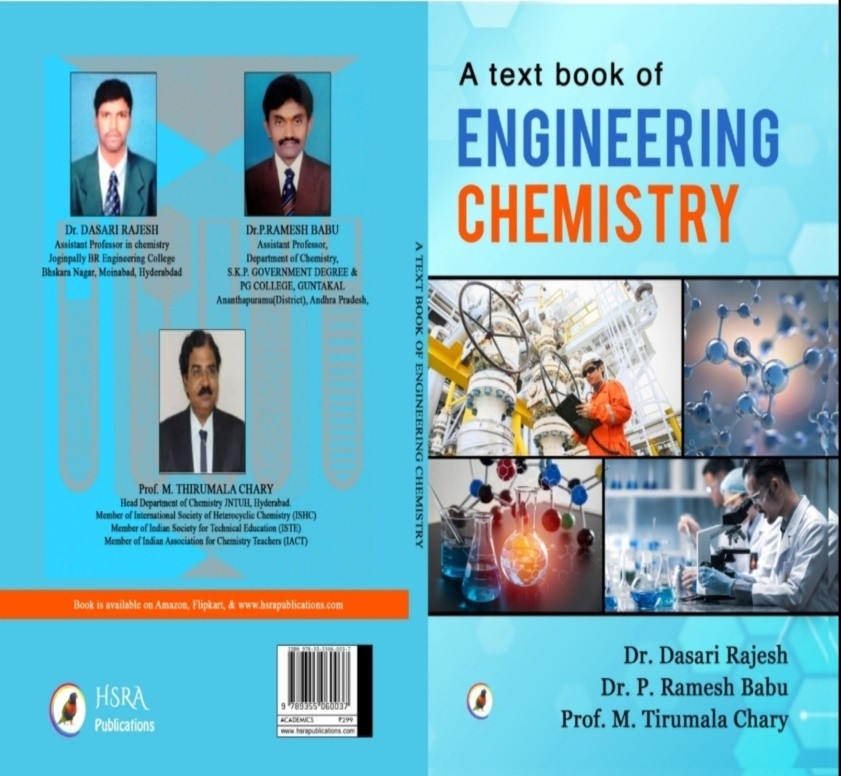 Dr. DASARI RAJESH
Assistant Professor in chemistry
Joginpally BR Engineering College
Bhskara Nagar, Moinabad, Hyderabdad
Dr.P.RAMESH BABU
Assistant Professor,
Department of Chemistry,
S.K.P. GOVERNMENT DEGREE &
PG COLLEGE, GUNTAKAL
Ananthapuramu(District), Andhra Pradesh,
Prof. M. THIRUMALA CHARY
Head Department of Chemistry JNTUH, Hyderabad.
Member of International Society of Heterocyclic Chemistry (ISHC)
Member of Indian Society for Technical Education (ISTE)
Member of Indian Association for Chemistry Teachers (IACT)
Book is available on Amazon, Flipkart, & www.hsrapublications.com
HSRA
Publications
ISBN 978-93-5506-003-7
9 789355 060037
ACADEMICS ₹299
www.hsrapublications.com
A TEXT BOOK OF ENGINEERING CHEMISTRY
A text book of
ENGINEERING
CHEMISTRY
Dr. Dasari Rajesh
Dr. P. Ramesh Babu
Prof. M. Tirumala Chary